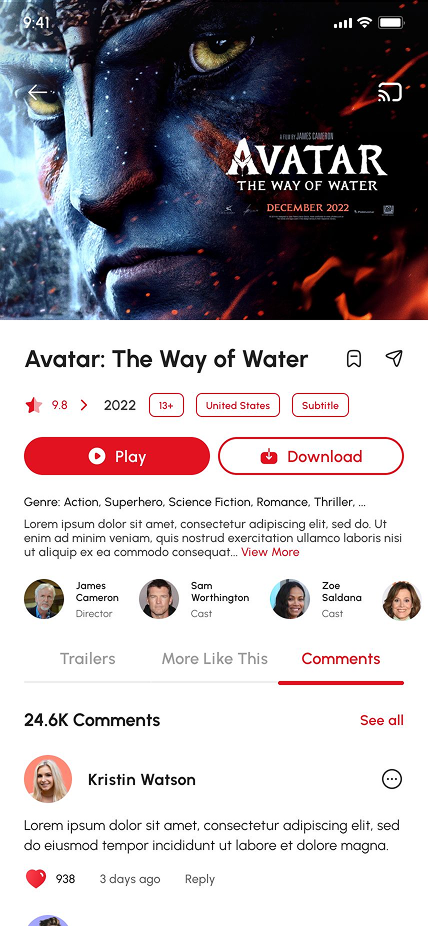 9:41
A FILM BY JAMES CAMERON
AVATAR
THE WAY OF WATER
DECEMBER 2022
Avatar: The Way of Water
9.8
2022
13+
United States
Subtitle
Play
Download
Genre: Action, Superhero, Science Fiction, Romance, Thriller, ...
Lorem ipsum dolor sit amet, consectetur adipiscing elit, sed do. Ut
enim ad minim veniam, quis nostrud exercitation ullamco laboris nisi
ut aliquip ex ea commodo consequat... View More
James
Cameron
Director
Sam
Worthington
Cast
Zoe
Saldana
Cast
Trailers
More Like This
Comments
24.6K Comments
See all
Kristin Watson
Lorem ipsum dolor sit amet, consectetur adipiscing elit, sed
do eiusmod tempor incididunt ut labore et dolore magna.
938
3 days ago
Reply